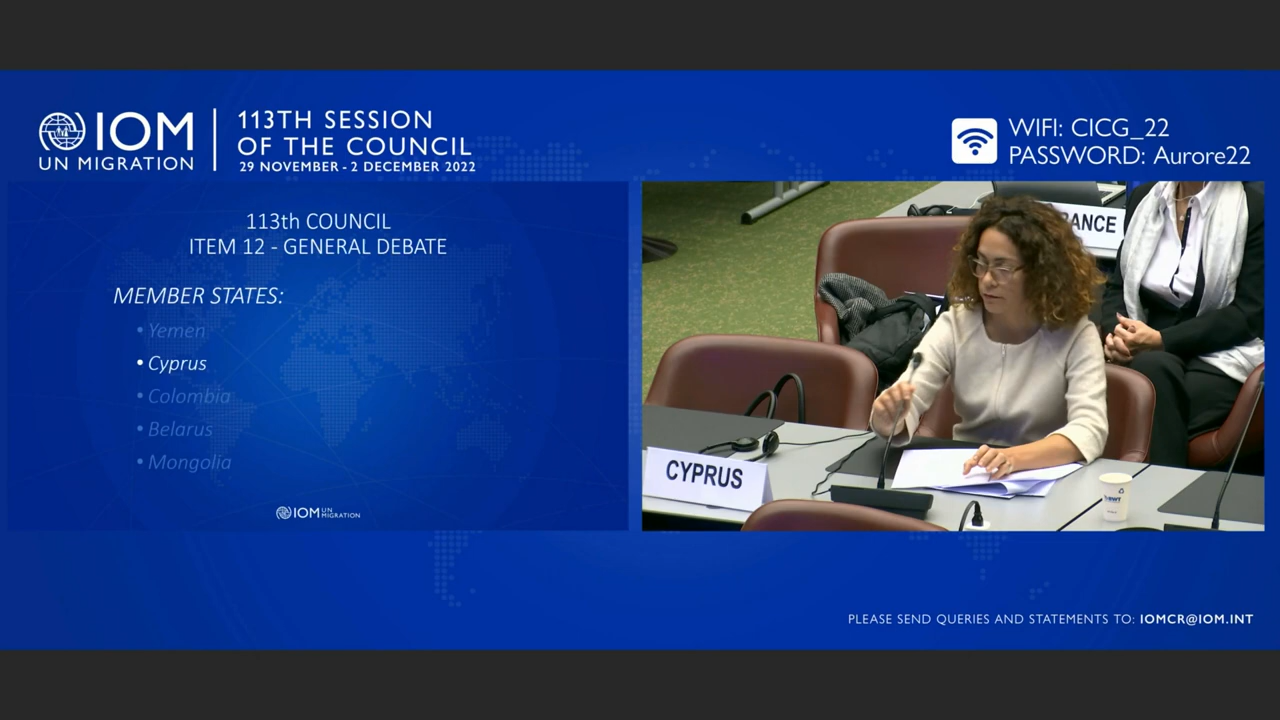 IOM
UN MIGRATION
113TH SESSION
OF THE COUNCIL
29 NOVEMBER - 2 DECEMBER 2022
WIFI: CICG_22
PASSWORD: Aurore22
113th COUNCIL
ITEM 12 - GENERAL DEBATE
MEMBER STATES:
• Yemen
• Cyprus
• Colombia
• Belarus
• Mongolia
IOM UN MIGRATION
RANCE
CYPRUS
PLEASE SEND QUERIES AND STATEMENTS TO: IOMCR@IOM.INT